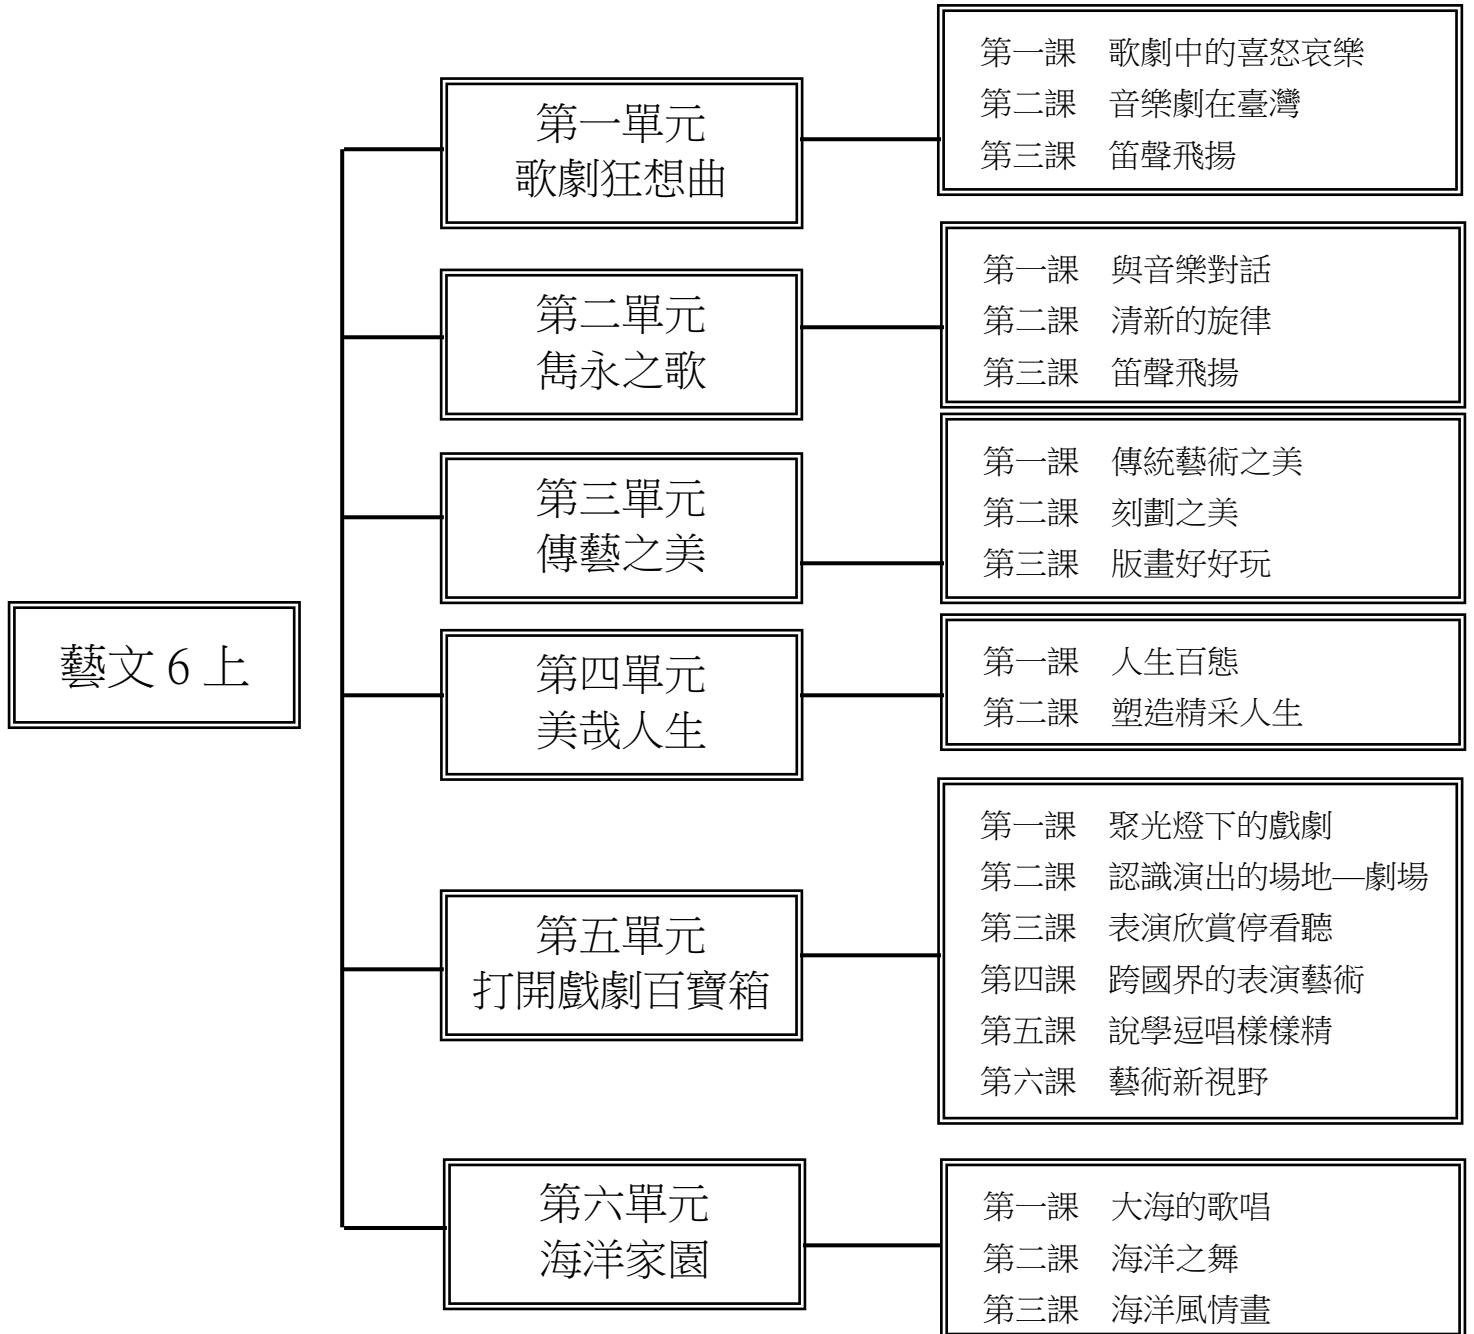 藝文 6 上
第一單元
歌劇狂想曲
第一課　歌劇中的喜怒哀樂
第二課　音樂劇在臺灣
第三課　笛聲飛揚
第二單元
雋永之歌
第一課　與音樂對話
第二課　清新的旋律
第三課　笛聲飛揚
第三單元
傳藝之美
第一課　傳統藝術之美
第二課　刻劃之美
第三課　版畫好好玩
第四單元
美哉人生
第一課　人生百態
第二課　塑造精采人生
第五單元
打開戲劇百寶箱
第一課　聚光燈下的戲劇
第二課　認識演出的場地—劇場
第三課　表演欣賞停看聽
第四課　跨國界的表演藝術
第五課　說學逗唱樣樣精
第六課　藝術新視野
第六單元
海洋家園
第一課　大海的歌唱
第二課　海洋之舞
第三課　海洋風情畫